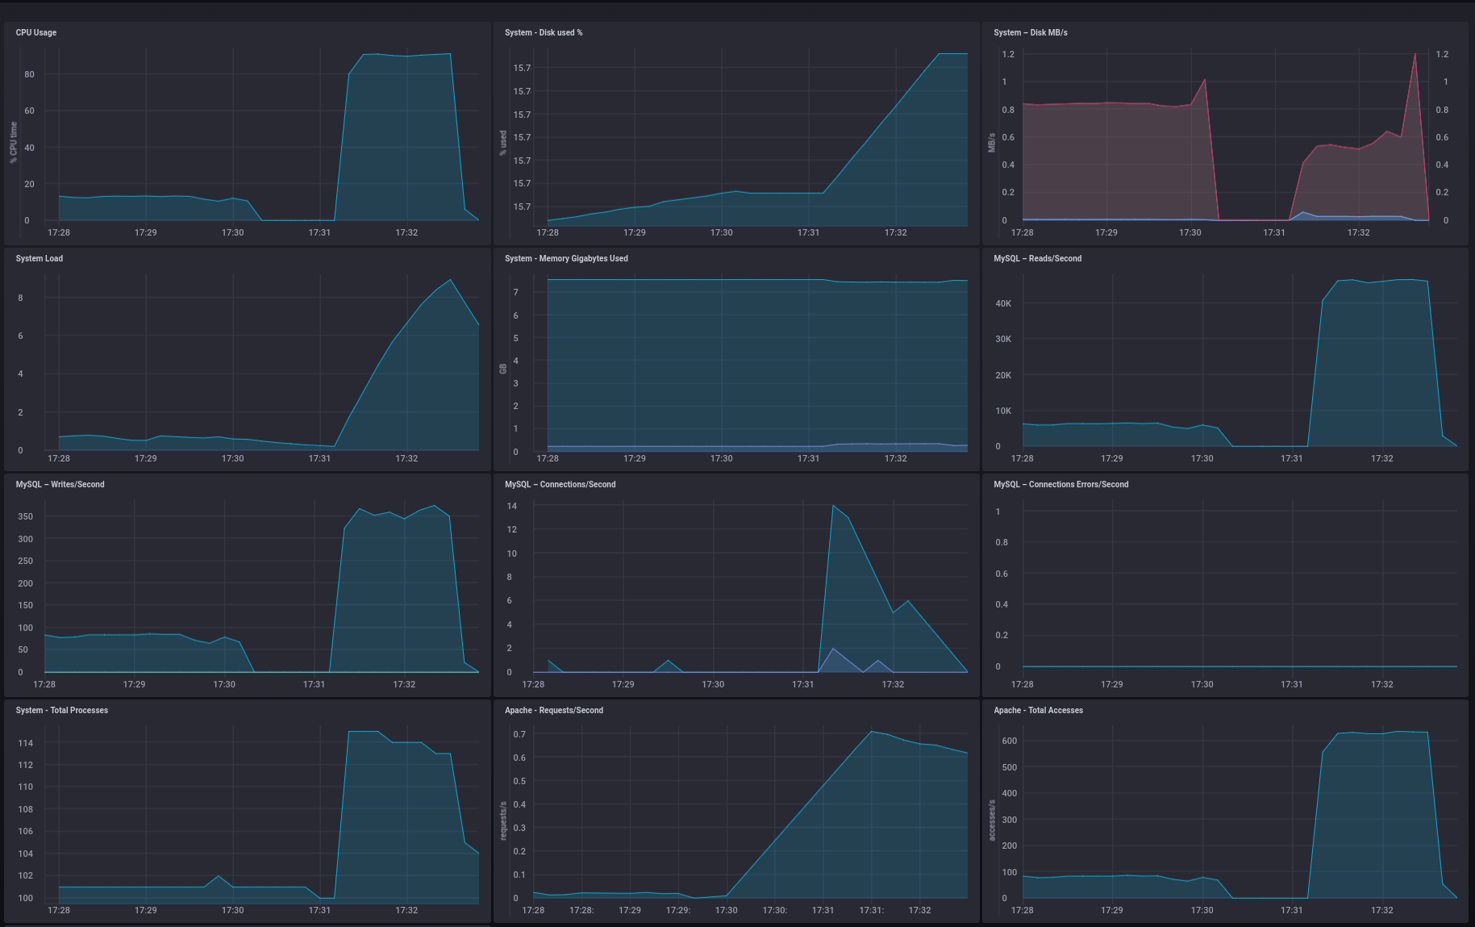 CPU Usage
% CPU time
80
60
40
20
0
17:28 17:29 17:30 17:31 17:32
System - Disk used %
% used
15.7
15.7
15.7
15.7
15.7
15.7
15.7
17:28 17:29 17:30 17:31 17:32
System – Disk MB/s
MB/s
1.2 1.2
1 1
0.8 0.8
0.6 0.6
0.4 0.4
0.2 0.2
0 0
17:28 17:29 17:30 17:31 17:32
System Load
8
6
4
2
0
17:28 17:29 17:30 17:31 17:32
System - Memory Gigabytes Used
GB
7
6
5
4
3
2
1
0
17:28 17:29 17:30 17:31 17:32
MySQL – Reads/Second
40K
30K
20K
10K
0
17:28 17:29 17:30 17:31 17:32
MySQL – Writes/Second
350
300
250
200
150
100
50
0
17:28 17:29 17:30 17:31 17:32
MySQL – Connections/Second
14
12
10
8
6
4
2
0
17:28 17:29 17:30 17:31 17:32
MySQL – Connections Errors/Second
1
0.8
0.6
0.4
0.2
0
17:28 17:29 17:30 17:31 17:32
System - Total Processes
114
112
110
108
106
104
102
100
17:28 17:29 17:30 17:31 17:32
Apache - Requests/Second
requests/s
0.7
0.6
0.5
0.4
0.3
0.2
0.1
0
17:28 17:28: 17:29 17:29: 17:30 17:30: 17:31 17:31: 17:32
Apache - Total Accesses
accesses/s
600
500
400
300
200
100
0
17:28 17:29 17:30 17:31 17:32